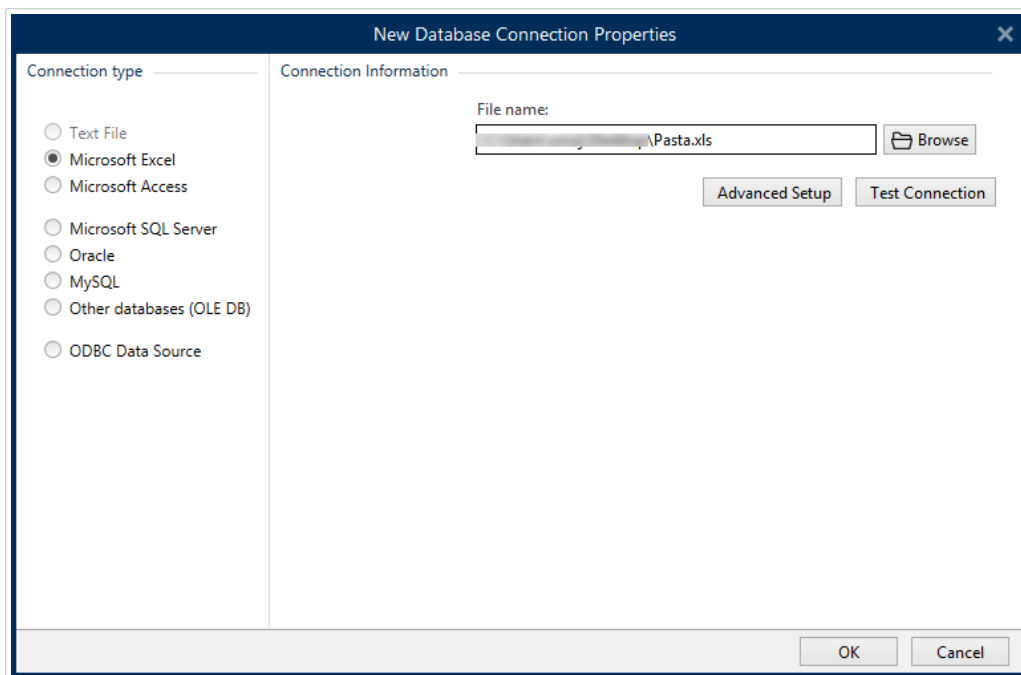 New Database Connection Properties
Connection type
Connection Information
Text File
Microsoft Excel
Microsoft Access
Microsoft SQL Server
Oracle
MySQL
Other databases (OLE DB)
ODBC Data Source
File name:
\Pasta.xls
Browse
Advanced Setup
Test Connection
OK
Cancel